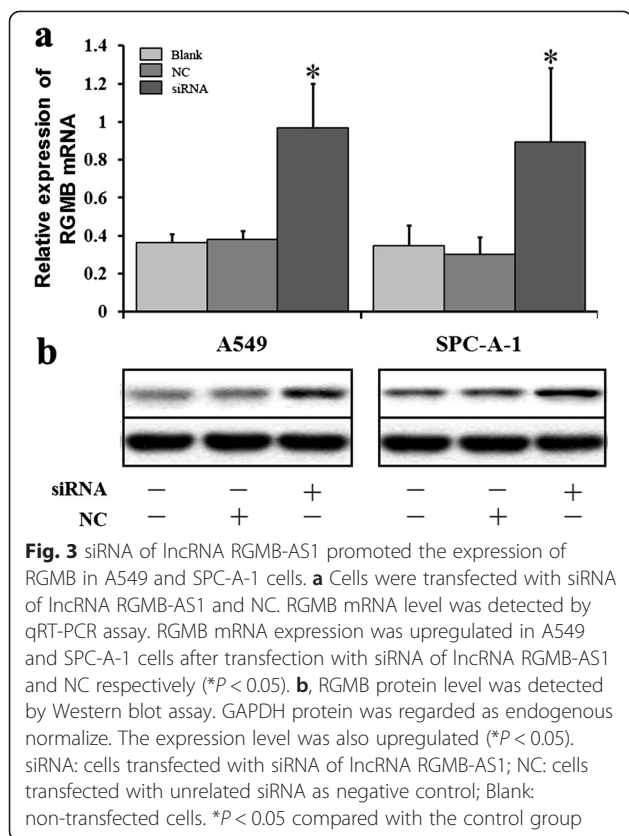 a
Relative expression of
RGMB mRNA
1.4
1.2
1
0.8
0.6
0.4
0.2
0
Blank
NC
siRNA
*
*
A549 SPC-A-1
b
siRNA − − + − − +
NC − + − − + −
Fig. 3 siRNA of lncRNA RGMB-AS1 promoted the expression of
RGMB in A549 and SPC-A-1 cells. a Cells were transfected with siRNA
of lncRNA RGMB-AS1 and NC. RGMB mRNA level was detected by
qRT-PCR assay. RGMB mRNA expression was upregulated in A549
and SPC-A-1 cells after transfection with siRNA of lncRNA RGMB-AS1
and NC respectively (*P < 0.05). b, RGMB protein level was detected
by Western blot assay. GAPDH protein was regarded as endogenous
normalize. The expression level was also upregulated (*P < 0.05).
siRNA: cells transfected with siRNA of lncRNA RGMB-AS1; NC: cells
transfected with unrelated siRNA as negative control; Blank:
non-transfected cells. *P < 0.05 compared with the control group